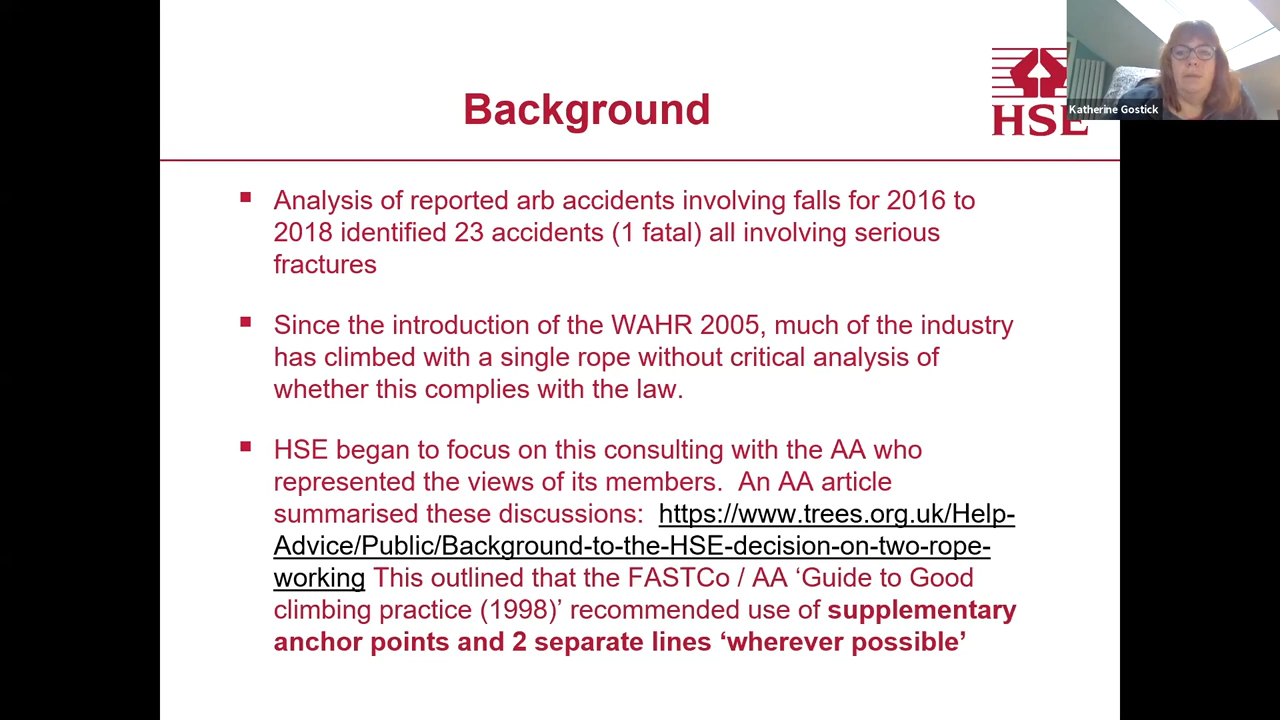 Background
HSE
Katherine Gostick
Analysis of reported arb accidents involving falls for 2016 to
2018 identified 23 accidents (1 fatal) all involving serious
fractures
Since the introduction of the WAHR 2005, much of the industry
has climbed with a single rope without critical analysis of
whether this complies with the law.
HSE began to focus on this consulting with the AA who
represented the views of its members.  An AA article
summarised these discussions:  https://www.trees.org.uk/Help-
Advice/Public/Background-to-the-HSE-decision-on-two-rope-
working This outlined that the FASTCo / AA ‘Guide to Good
climbing practice (1998)’ recommended use of supplementary
anchor points and 2 separate lines ‘wherever possible’